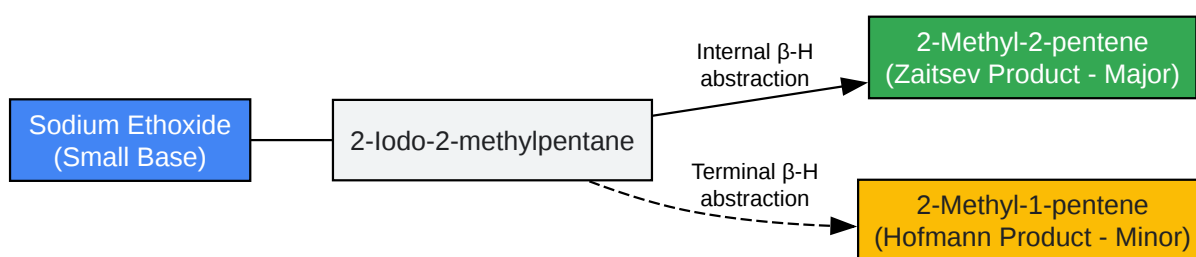 Sodium Ethoxide
(Small Base)
2-Iodo-2-methylpentane
Internal β-H
abstraction
2-Methyl-2-pentene
(Zaitsev Product - Major)
Terminal β-H
abstraction
2-Methyl-1-pentene
(Hofmann Product - Minor)